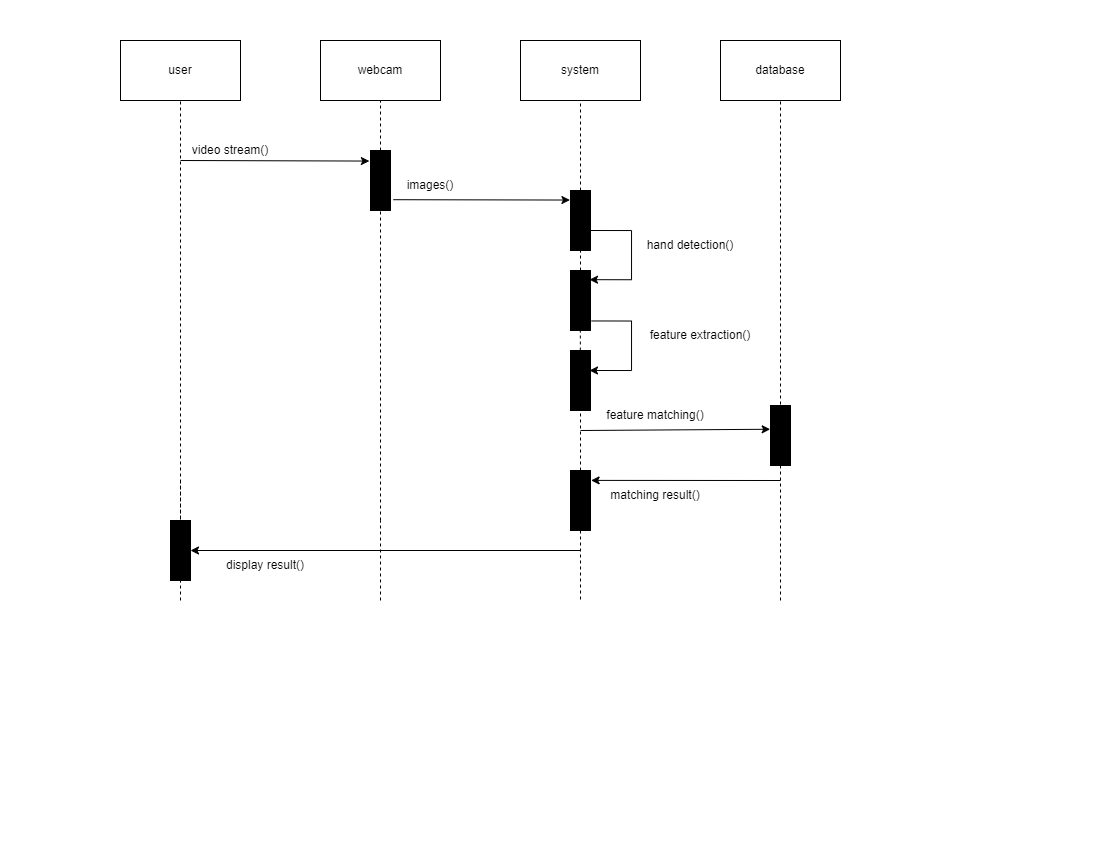 user
webcam
system
database
video stream()
images()
hand detection()
feature extraction()
feature matching()
matching result()
display result()